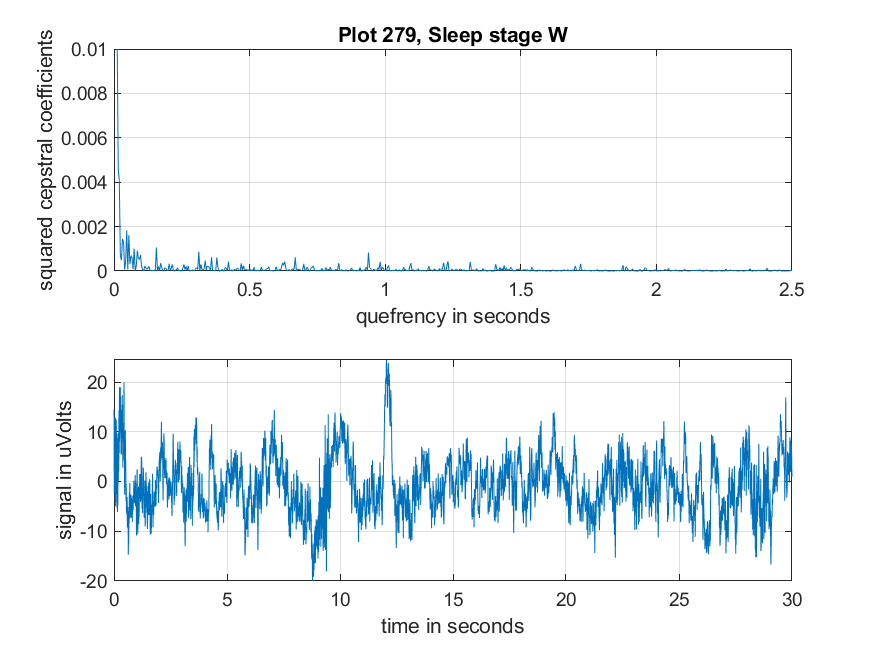 Plot 279, Sleep stage W
squared cepstral coefficients
0.01
0.008
0.006
0.004
0.002
0
0 0.5 1 1.5 2 2.5
quefrency in seconds
signal in uVolts
20
10
0
-10
-20
0 5 10 15 20 25 30
time in seconds